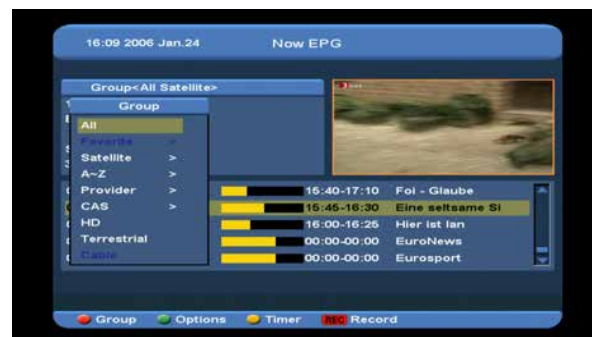 16:09 2006 Jan.24 Now EPG
Group<All Satellite>
Group
All
Favorite >
Satellite >
A~Z >
Provider >
CAS >
HD
Terrestrial
Cable
15:40-17:10 Foi - Glaube
15:45-16:30 Eine seltsame Si
16:00-16:25 Hier ist Ian
00:00-00:00 EuroNews
00:00-00:00 Eurosport
Group Options Timer REC Record